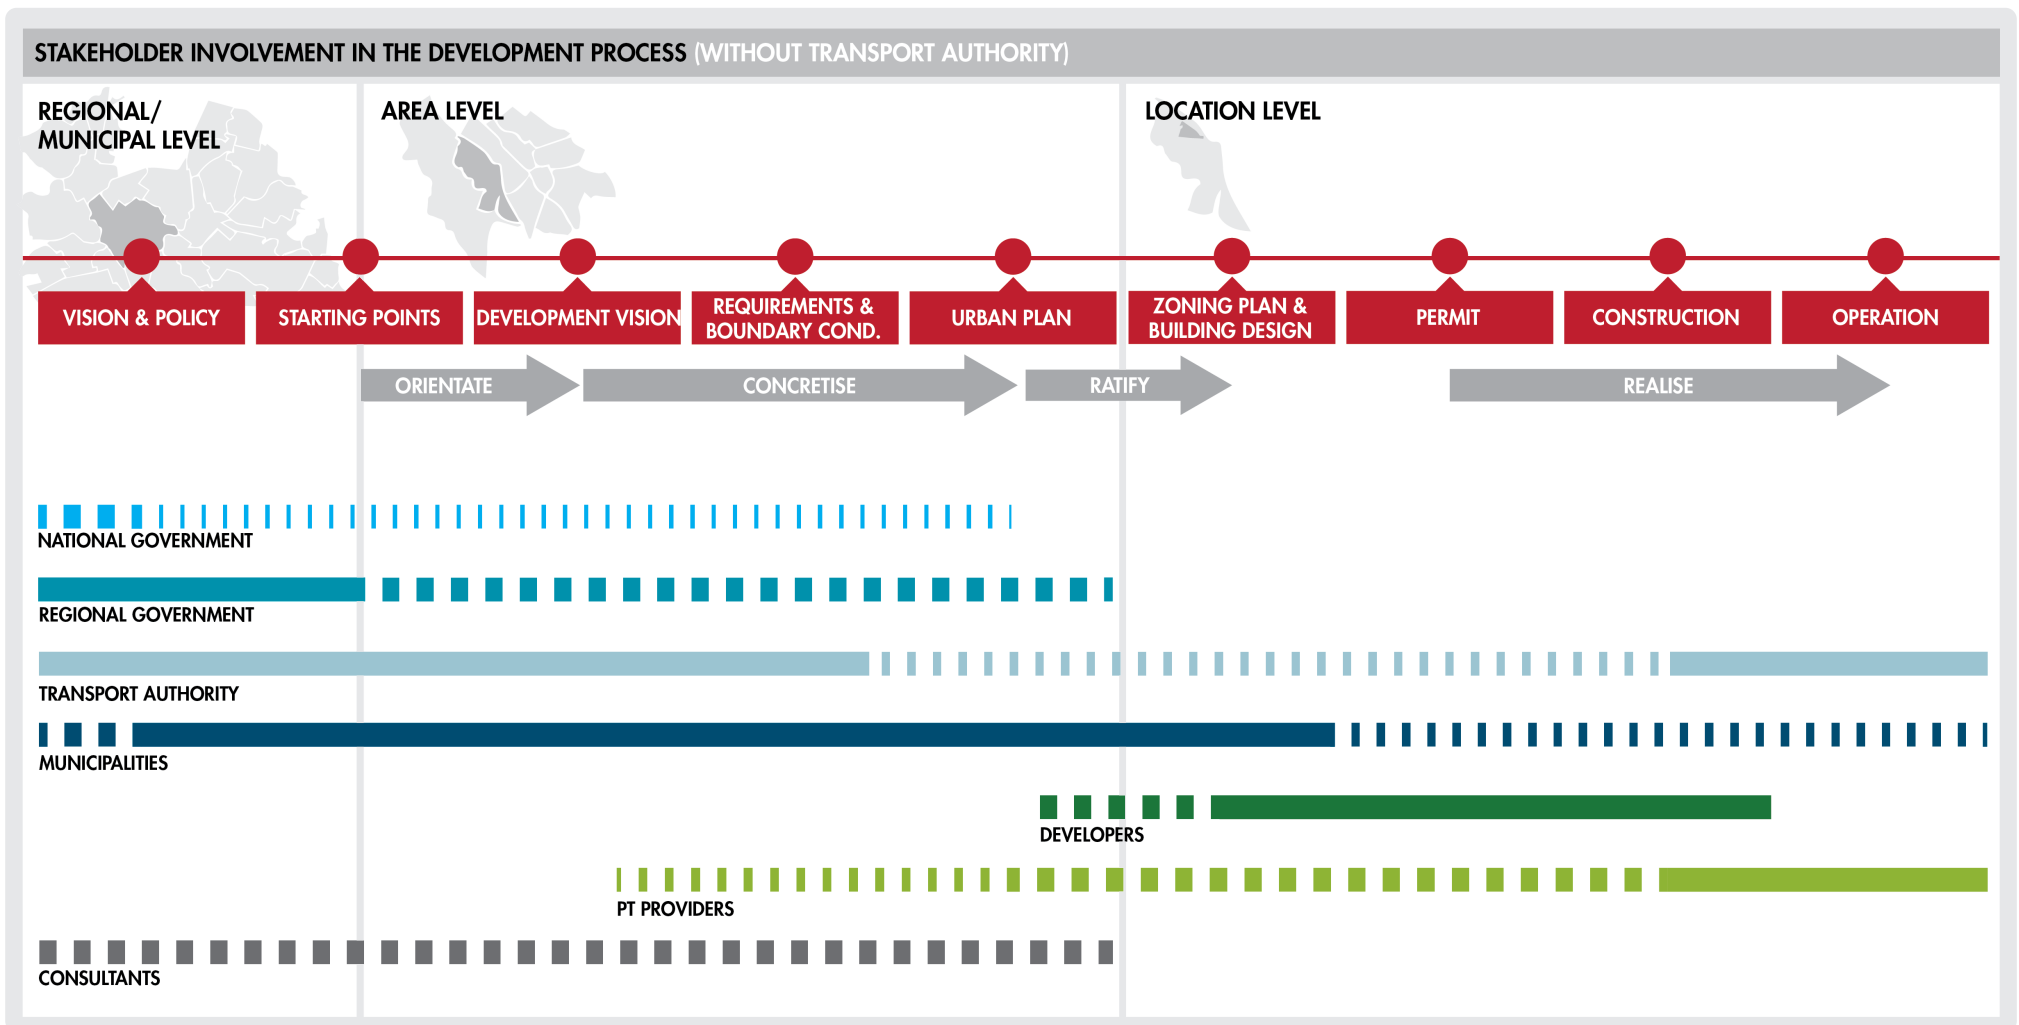 STAKEHOLDER INVOLVEMENT IN THE DEVELOPMENT PROCESS (WITHOUT TRANSPORT AUTHORITY)
REGIONAL/
MUNICIPAL LEVEL
AREA LEVEL
LOCATION LEVEL
VISION & POLICY
STARTING POINTS
DEVELOPMENT VISION
REQUIREMENTS &
BOUNDARY COND.
URBAN PLAN
ZONING PLAN &
BUILDING DESIGN
PERMIT
CONSTRUCTION
OPERATION
ORIENTATE
CONCRETISE
RATIFY
REALISE
NATIONAL GOVERNMENT
REGIONAL GOVERNMENT
TRANSPORT AUTHORITY
MUNICIPALITIES
DEVELOPERS
PT PROVIDERS
CONSULTANTS